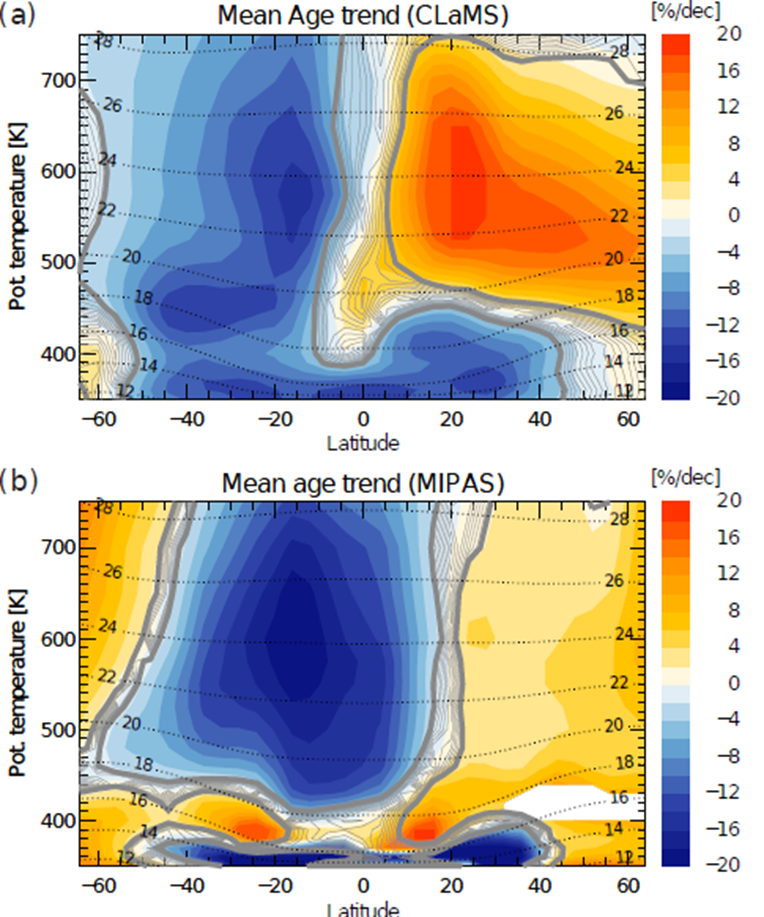 (a) Mean Age trend (CLaMS) [%/dec]
28 28 20
700 16
26 26 12
600 24 24 8
22 22 4
500 20 20 0
18 18 −4
16 16 −8
400 14 14 −12
12 12 −16
−20
−60 −40 −20 0 20 40 60
Latitude
Pot. temperature [K]
(b) Mean age trend (MIPAS) [%/dec]
28 28 20
700 16
26 26 12
600 24 24 8
22 22 4
500 20 20 0
18 18 −4
16 16 −8
400 14 14 −12
12 12 −16
−20
−60 −40 −20 0 20 40 60
Latitude
Pot. temperature [K]